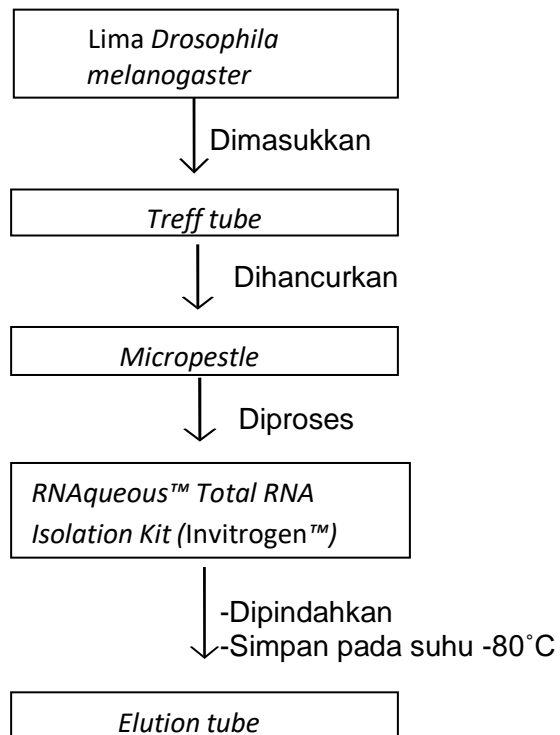 Lima Drosophila
melanogaster
Dimasukkan
Treff tube
Dihancurkan
Micropestle
Diproses
RNAqueous™ Total RNA
Isolation Kit (Invitrogen™)
-Dipindahkan
-Simpan pada suhu -80˚C
Elution tube